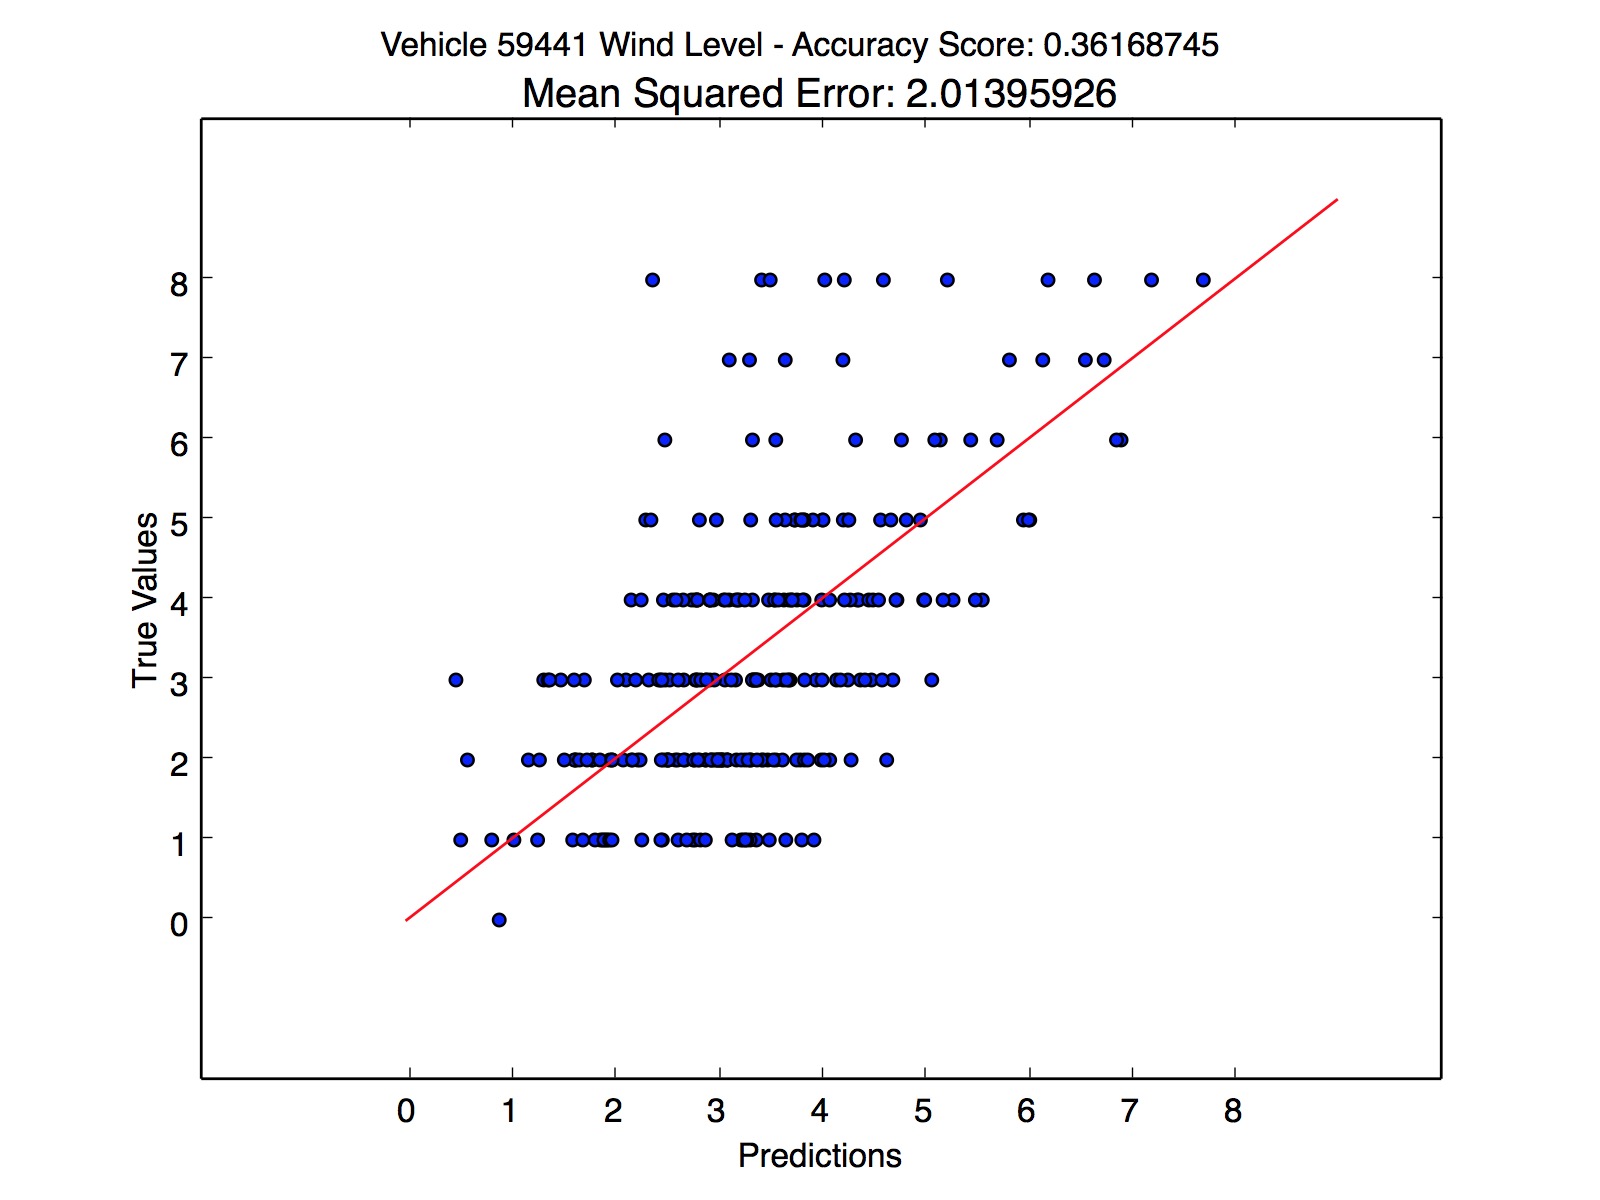 Vehicle 59441 Wind Level - Accuracy Score: 0.36168745
Mean Squared Error: 2.01395926
8
7
6
5
4
3
2
1
0
True Values
0 1 2 3 4 5 6 7 8
Predictions